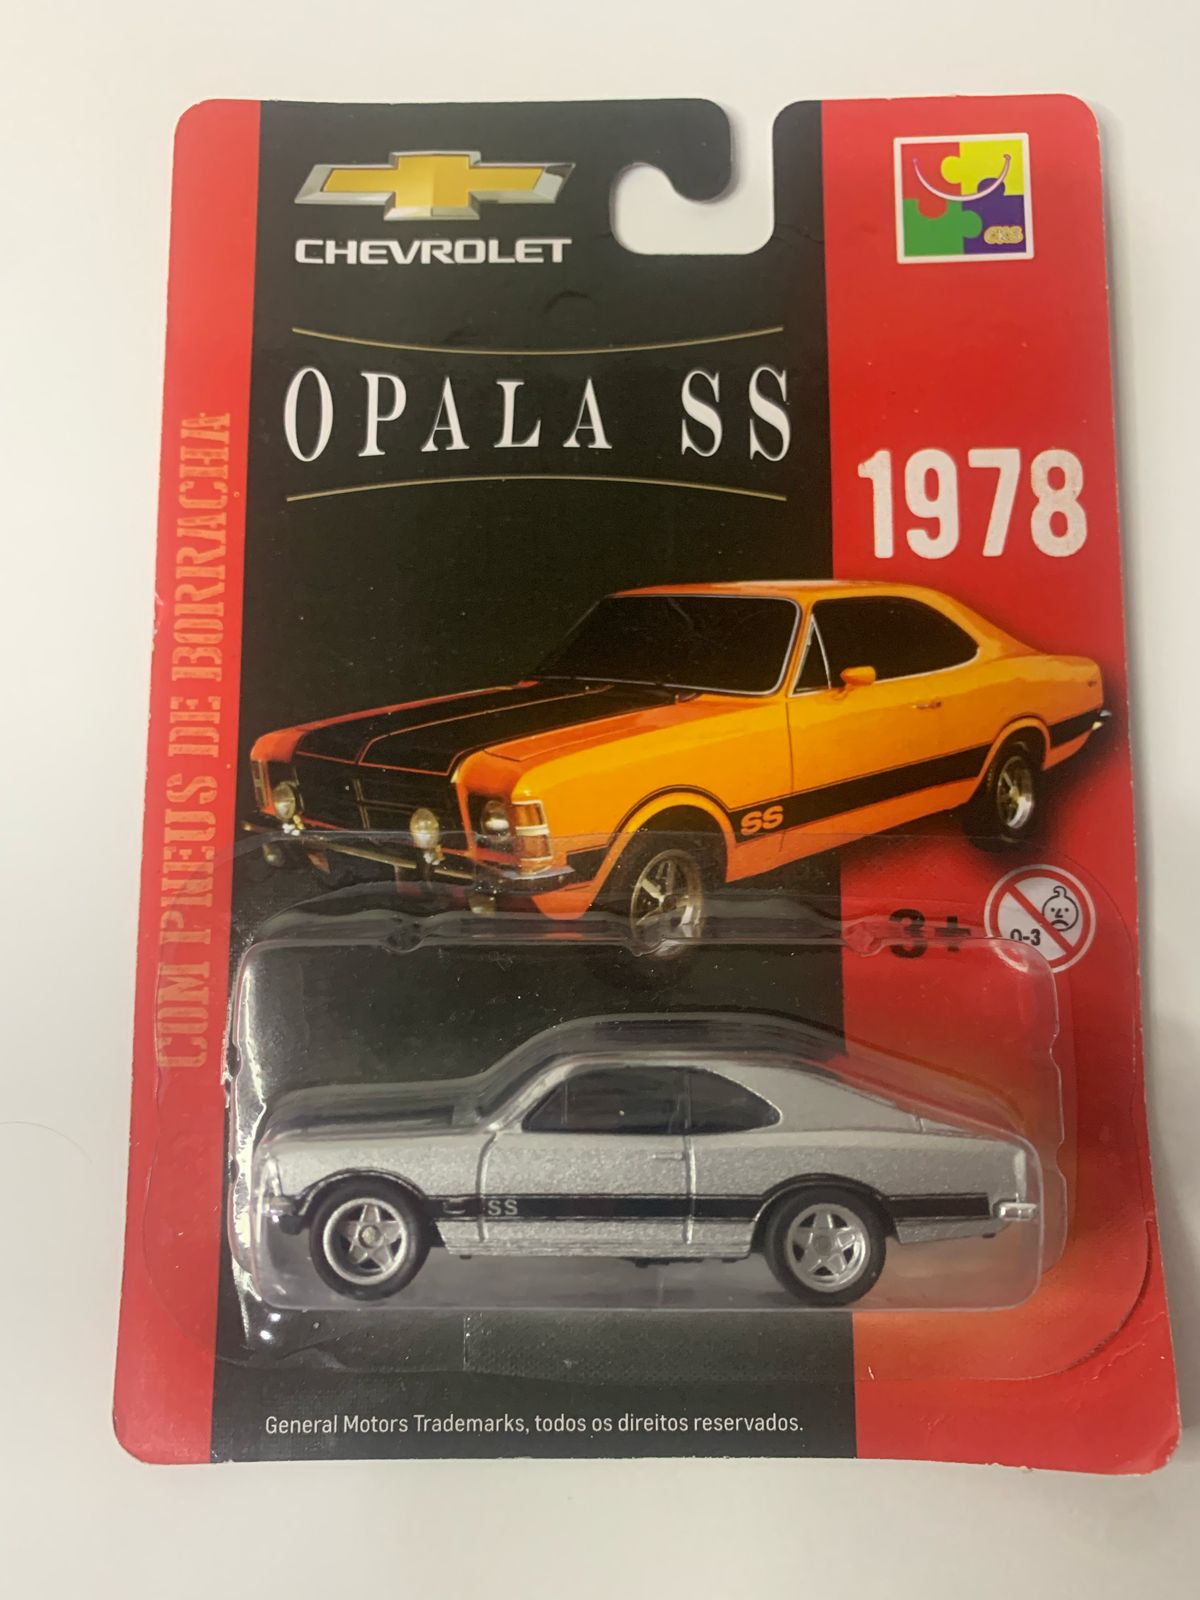 CHEVROLET
CKS
OPALA SS
1978
COM PNEUS DE BORRACHA
SS
3+
0-3
SS
General Motors Trademarks, todos os direitos reservados.